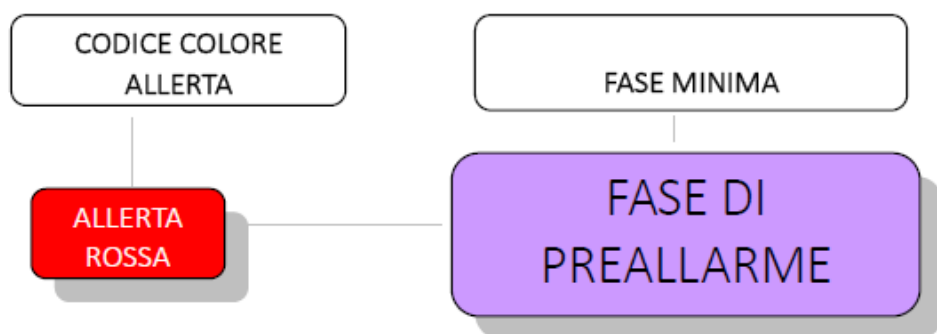 CODICE COLORE
ALLERTA
FASE MINIMA
ALLERTA
ROSSA
FASE DI
PREALLARME